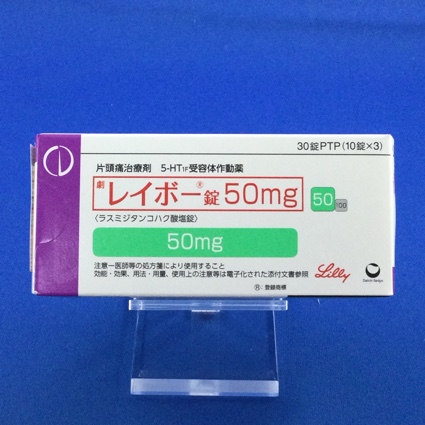 30錠PTP(10錠×3)
片頭痛治療剤 5-HT1F受容体作動薬
劇 レイボー®錠50mg 50 100
〈ラスミジタンコハク酸塩錠〉
50mg
注意-医師等の処方箋により使用すること
効能・効果、用法・用量、使用上の注意等は電子化された添付文書参照
Lilly
Daiichi-Sankyo
®:登録商標